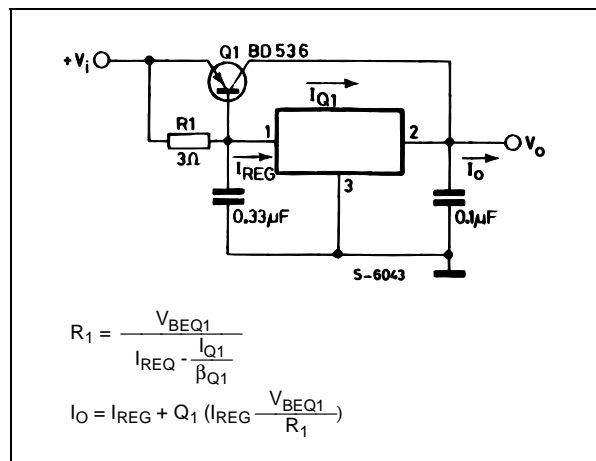 Q1 BD536
+Vi
IQ1
R1
3Ω
1
2
Vo
IREG
Io
3
0.33µF
0.1µF
S-6043
R1 = VBEQ1
IREQ - IQ1
βQ1
IO = IREG + Q1 (IREG VBEQ1
R1 )